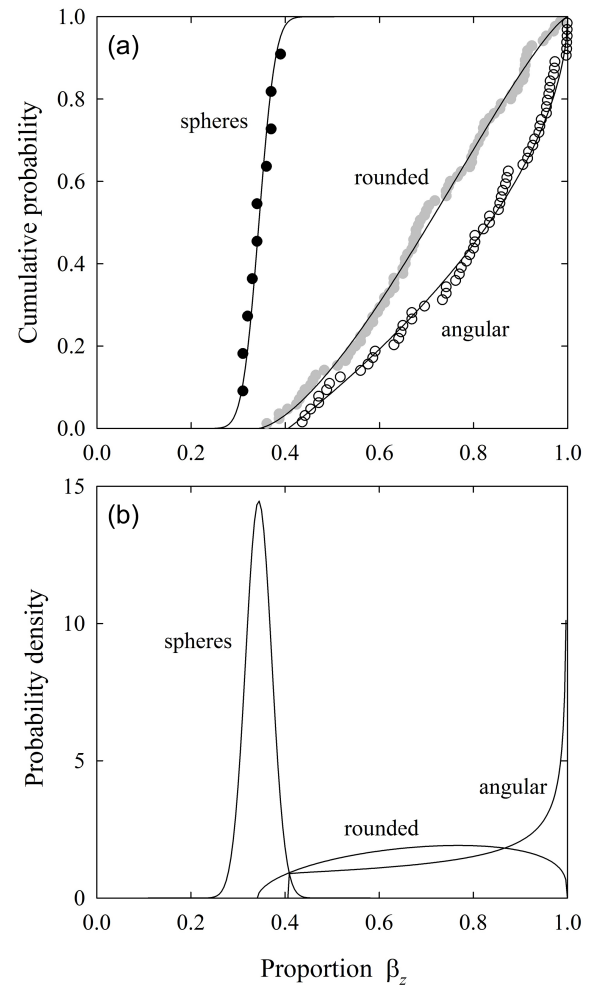 1.0
(a)
0.8
spheres
0.6
rounded
Cumulative probability
0.4
angular
0.2
0.0
0.0 0.2 0.4 0.6 0.8 1.0
15
(b)
10
spheres
Probability density
5
angular
rounded
0
0.0 0.2 0.4 0.6 0.8 1.0
Proportion β_z